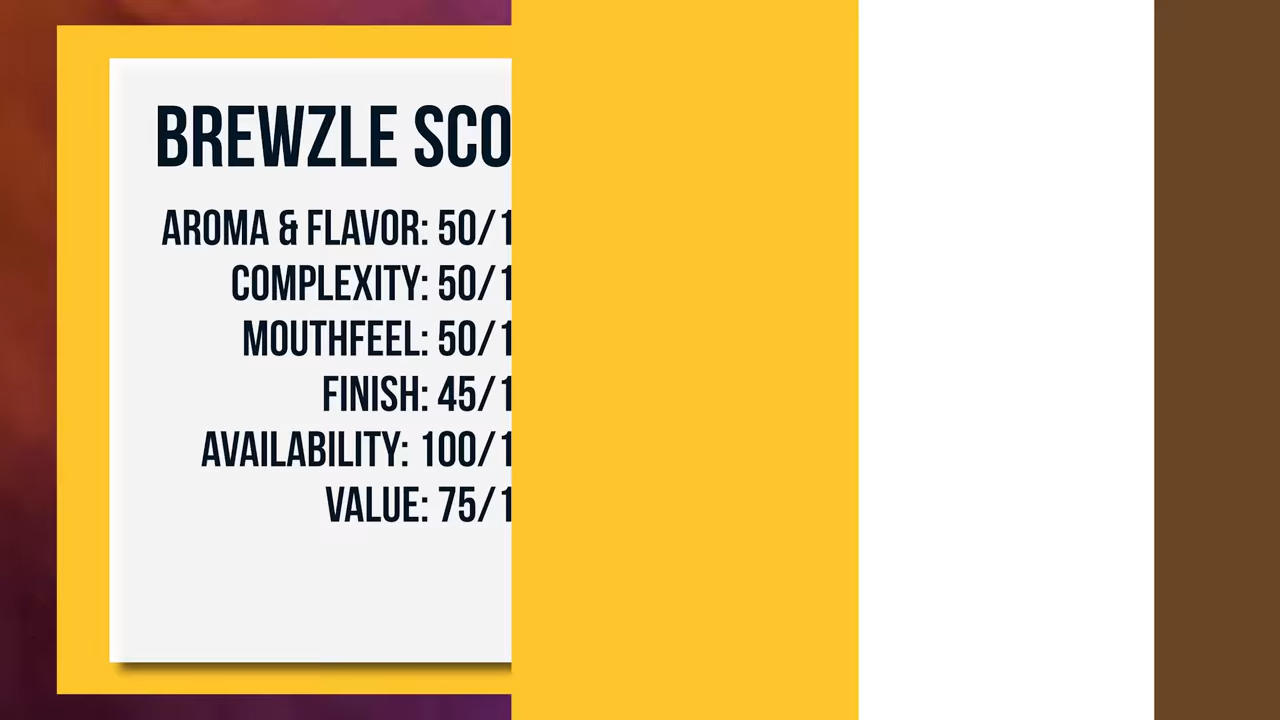 BREWZLE SCO
AROMA & FLAVOR: 50/1
COMPLEXITY: 50/1
MOUTHFEEL: 50/1
FINISH: 45/1
AVAILABILITY: 100/1
VALUE: 75/1